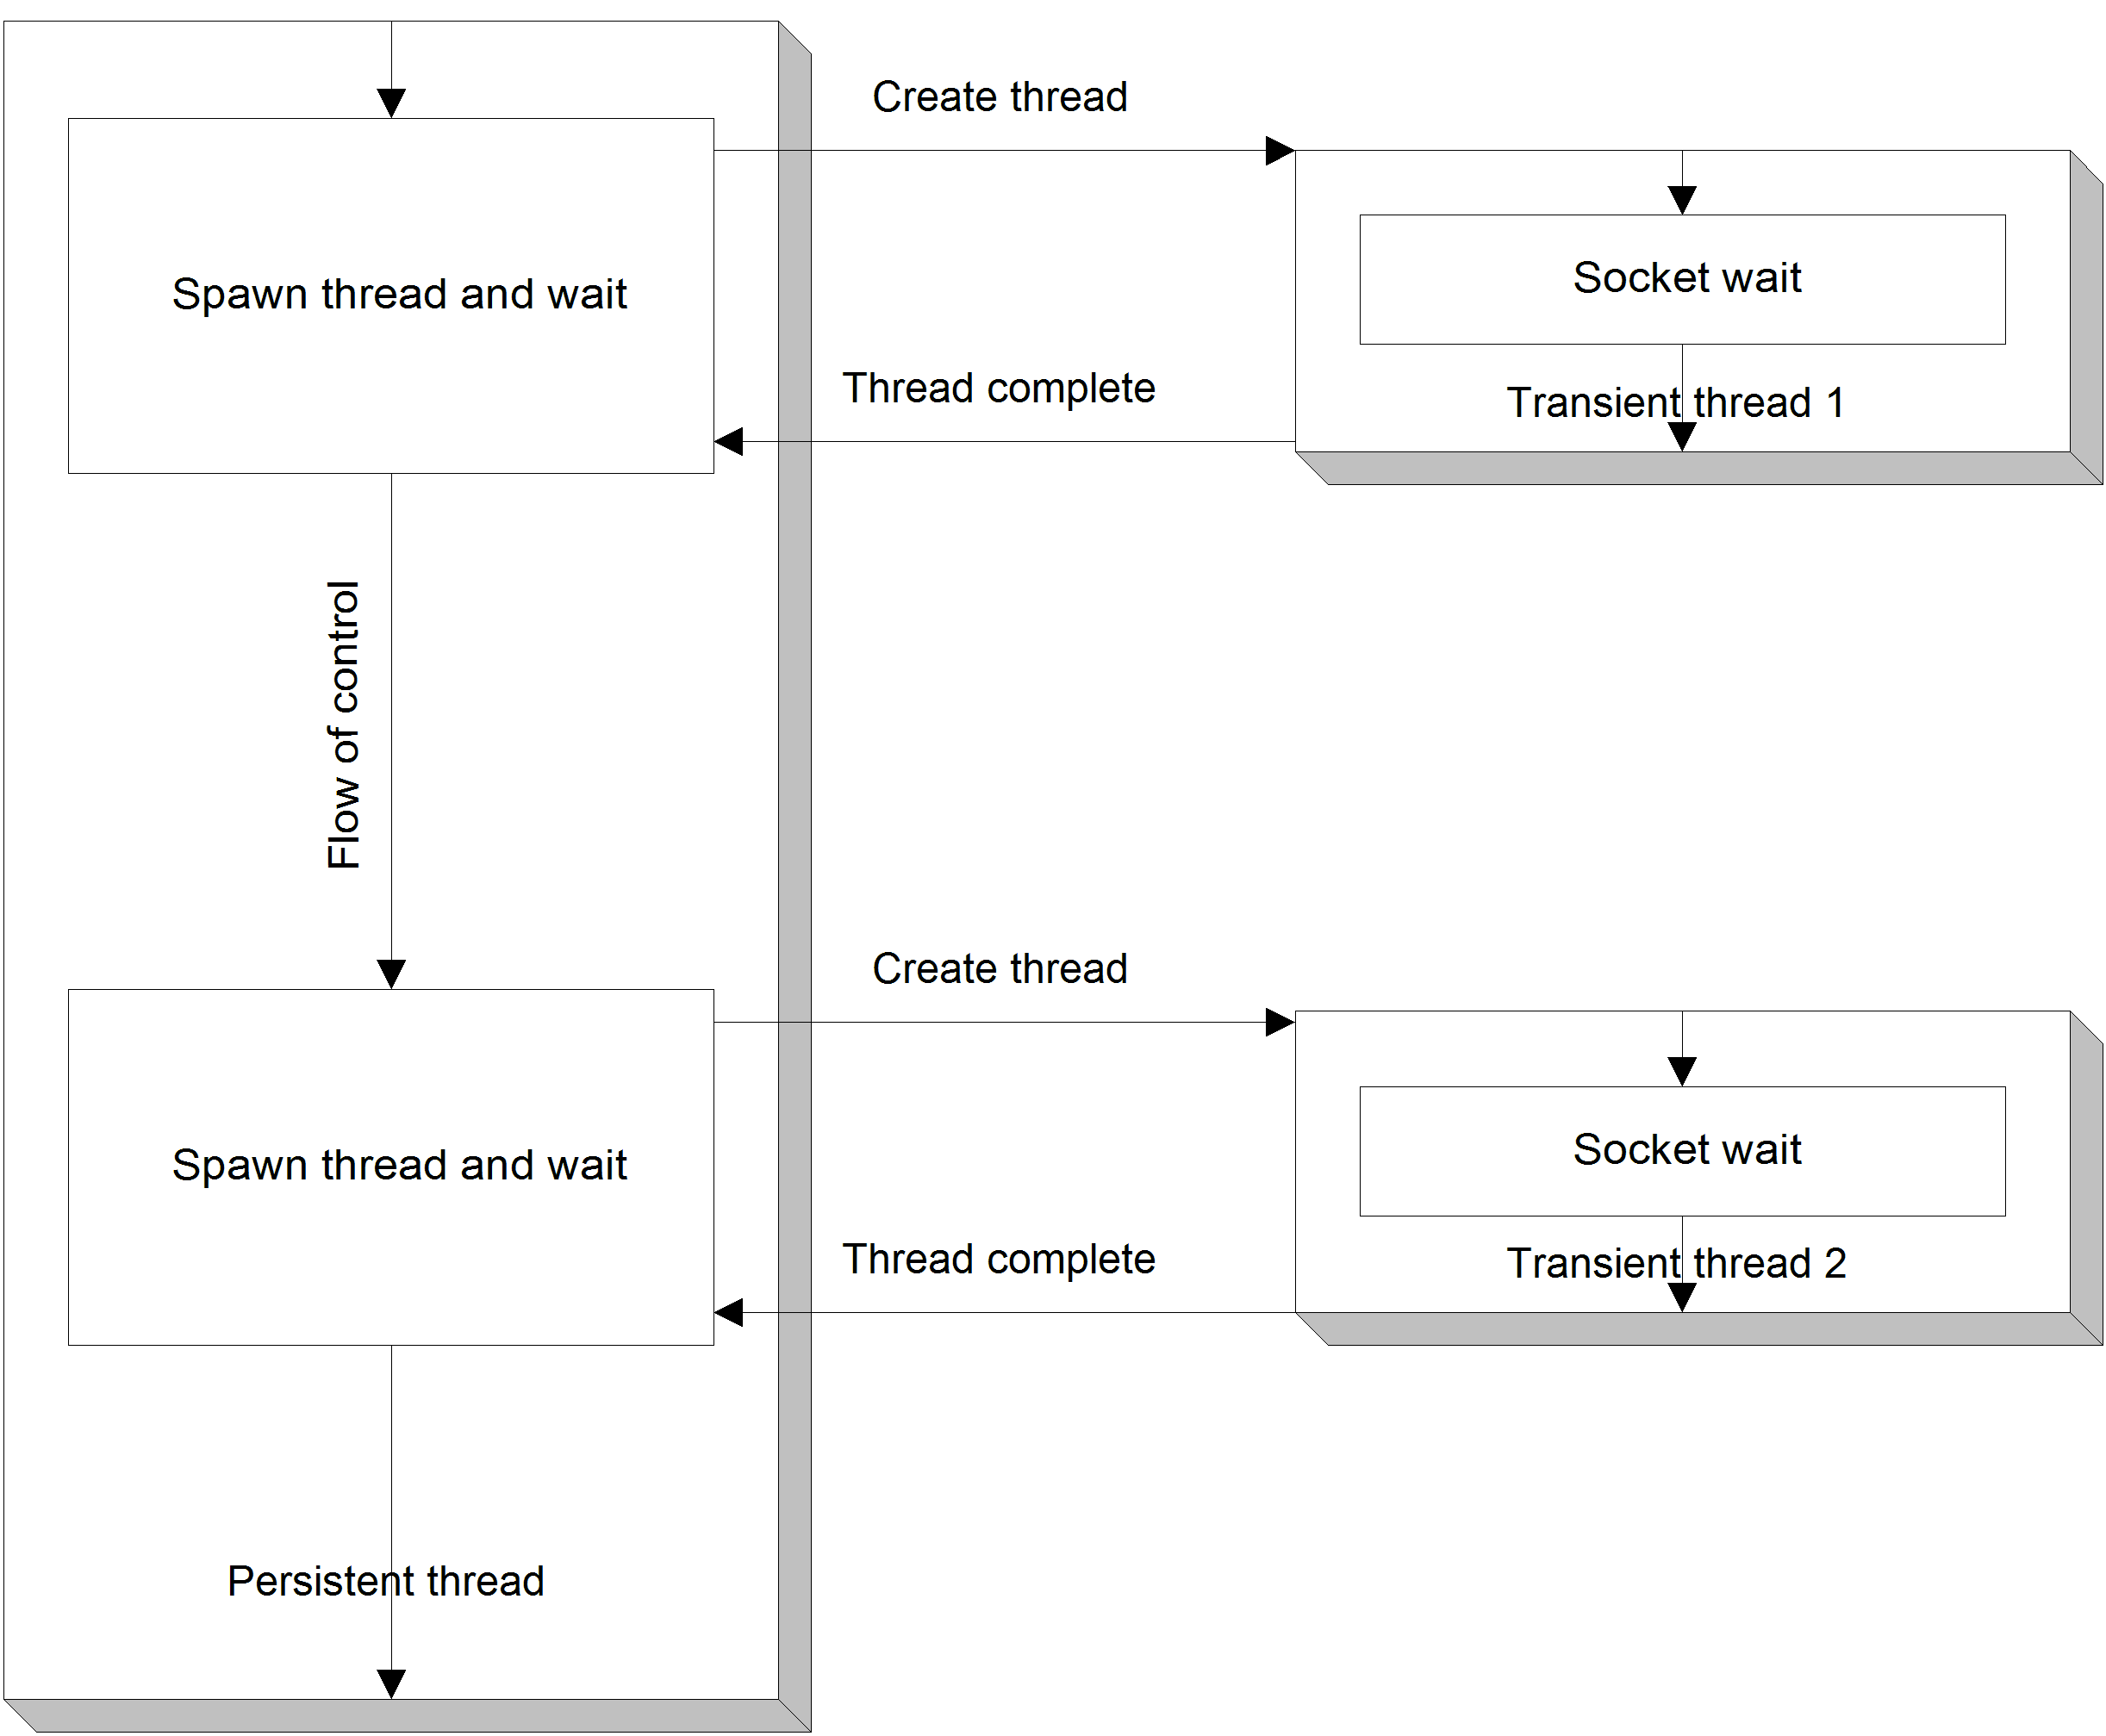 Create thread
Spawn thread and wait
Socket wait
Thread complete
Transient thread 1
Flow of control
Create thread
Spawn thread and wait
Socket wait
Thread complete
Transient thread 2
Persistent thread